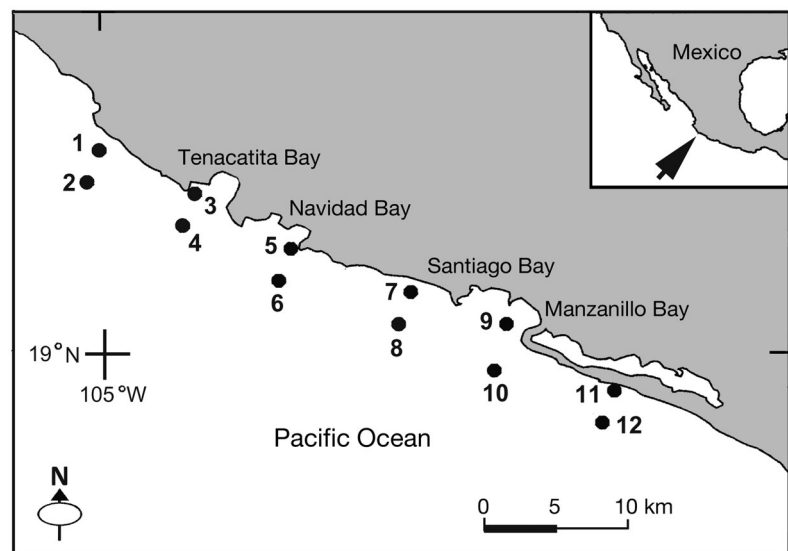 Mexico
1
Tenacatita Bay
2
3
Navidad Bay
4
5
Santiago Bay
6
7
Manzanillo Bay
8
9
19°N
10
105°W
11
12
Pacific Ocean
N
0 5 10 km